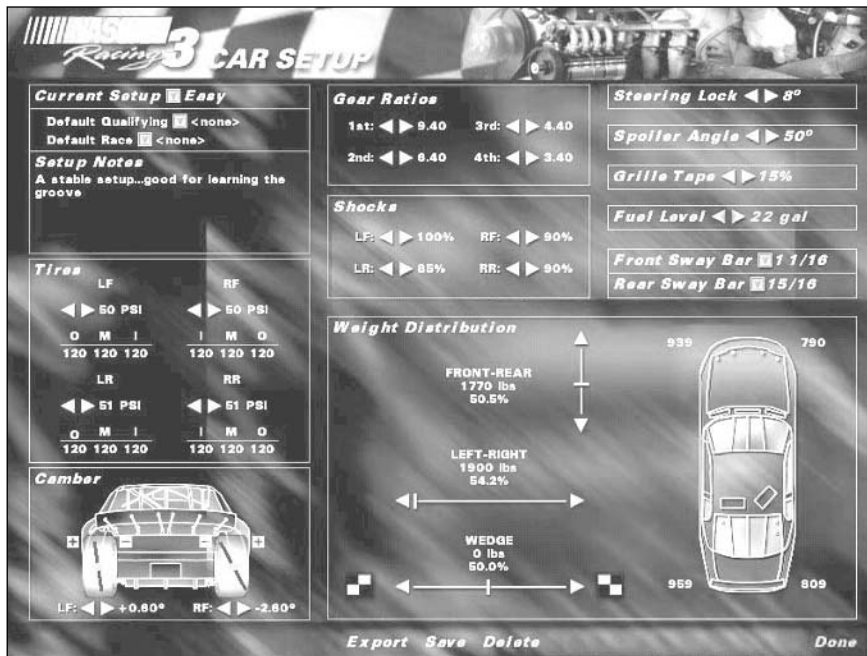 NASCAR
Racing 3 CAR SETUP
Current Setup Easy
Default Qualifying <none>
Default Race <none>
Setup Notes
A stable setup...good for learning the
groove
Tires
LF RF
50 PSI 50 PSI
O M I I M O
120 120 120 120 120 120
LR RR
51 PSI 51 PSI
O M I I M O
120 120 120 120 120 120
Camber
+ - - +
LF: +0.60° RF: -2.60°
Gear Ratios
1st: 9.40 3rd: 4.40
2nd: 6.40 4th: 3.40
Shocks
LF: 100% RF: 90%
LR: 85% RR: 90%
Steering Lock 8°
Spoiler Angle 50°
Grille Tape 15%
Fuel Level 22 gal
Front Sway Bar 1 1/16
Rear Sway Bar 15/16
Weight Distribution
FRONT-REAR
1770 lbs
50.5%
LEFT-RIGHT
1900 lbs
54.2%
WEDGE
0 lbs
50.0%
939 790
959 809
Export Save Delete Done